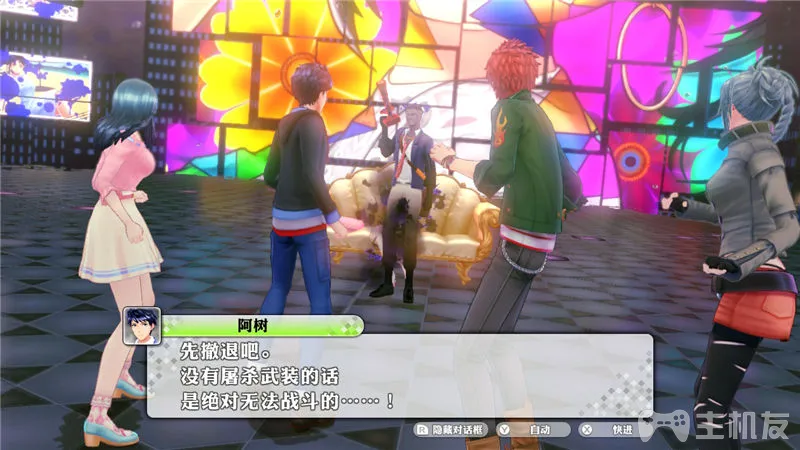 阿树
先撤退吧。
没有屠杀武装的话
是绝对无法战斗的……！
R 隐藏对话框 Y 自动 X 快进
主机友